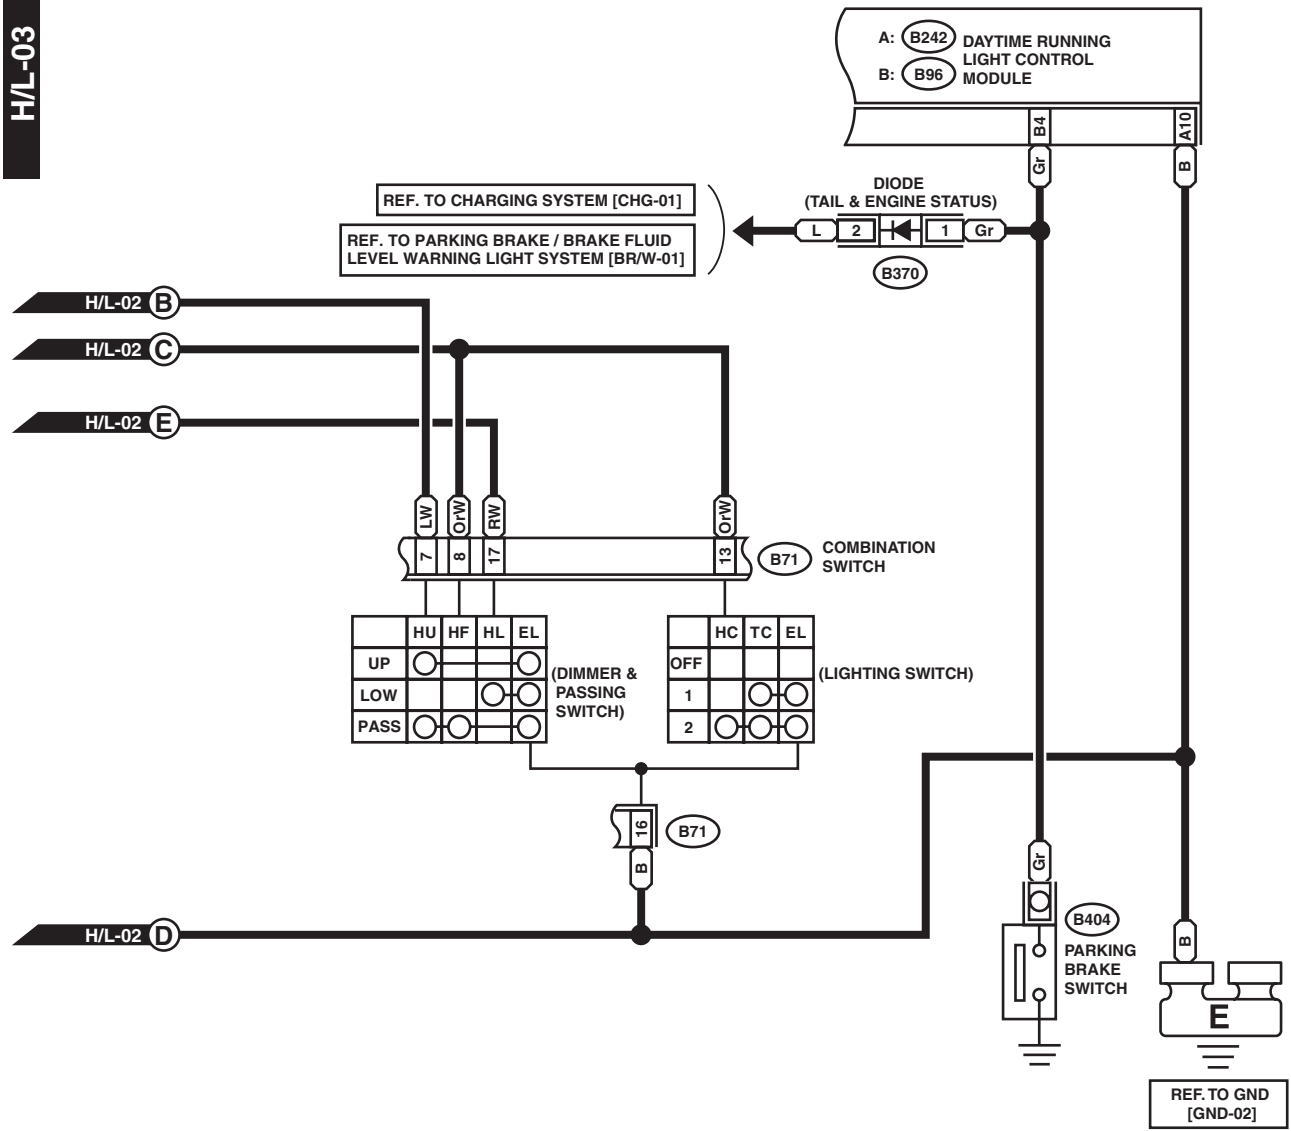 H/L-03
A: B242 DAYTIME RUNNING
LIGHT CONTROL
B: B96 MODULE
B4
A10
Gr
B
DIODE
(TAIL & ENGINE STATUS)
REF. TO CHARGING SYSTEM [CHG-01]
REF. TO PARKING BRAKE / BRAKE FLUID
LEVEL WARNING LIGHT SYSTEM [BR/W-01]
L 2 1 Gr
B370
H/L-02 B
H/L-02 C
H/L-02 E
LW OrW RW OrW
7 8 17 13
B71 COMBINATION
SWITCH
HU HF HL EL
UP
LOW
PASS
(DIMMER &
PASSING
SWITCH)
HC TC EL
OFF
1
2
(LIGHTING SWITCH)
16
B71
B
H/L-02 D
Gr
B404
PARKING
BRAKE
SWITCH
B
E
REF. TO GND
[GND-02]